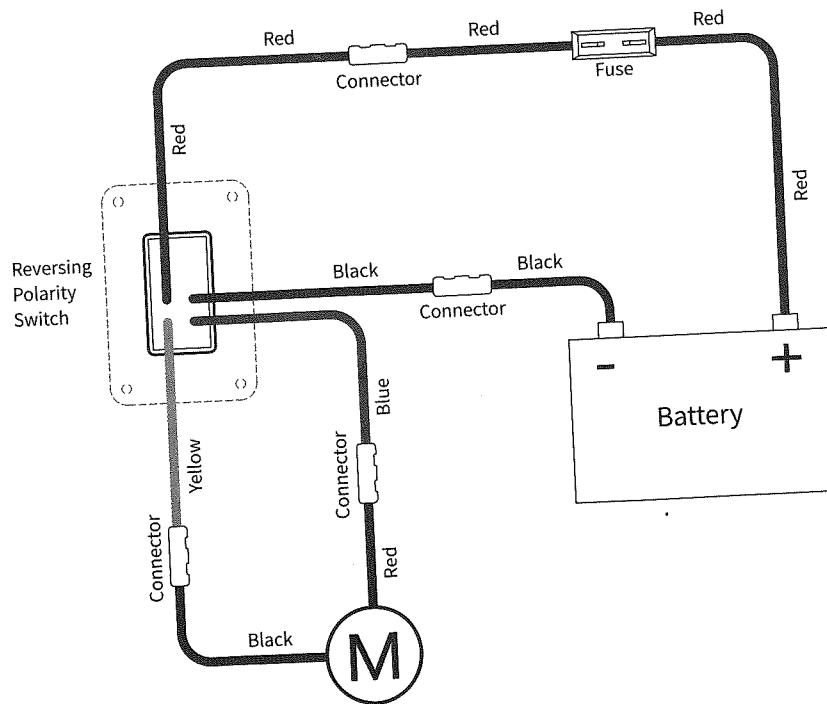 Red
Red
Red
Connector
Fuse
Red
Red
Reversing
Polarity
Switch
Black
Black
Connector
-
+
Battery
Blue
Yellow
Connector
Connector
Red
Black
M